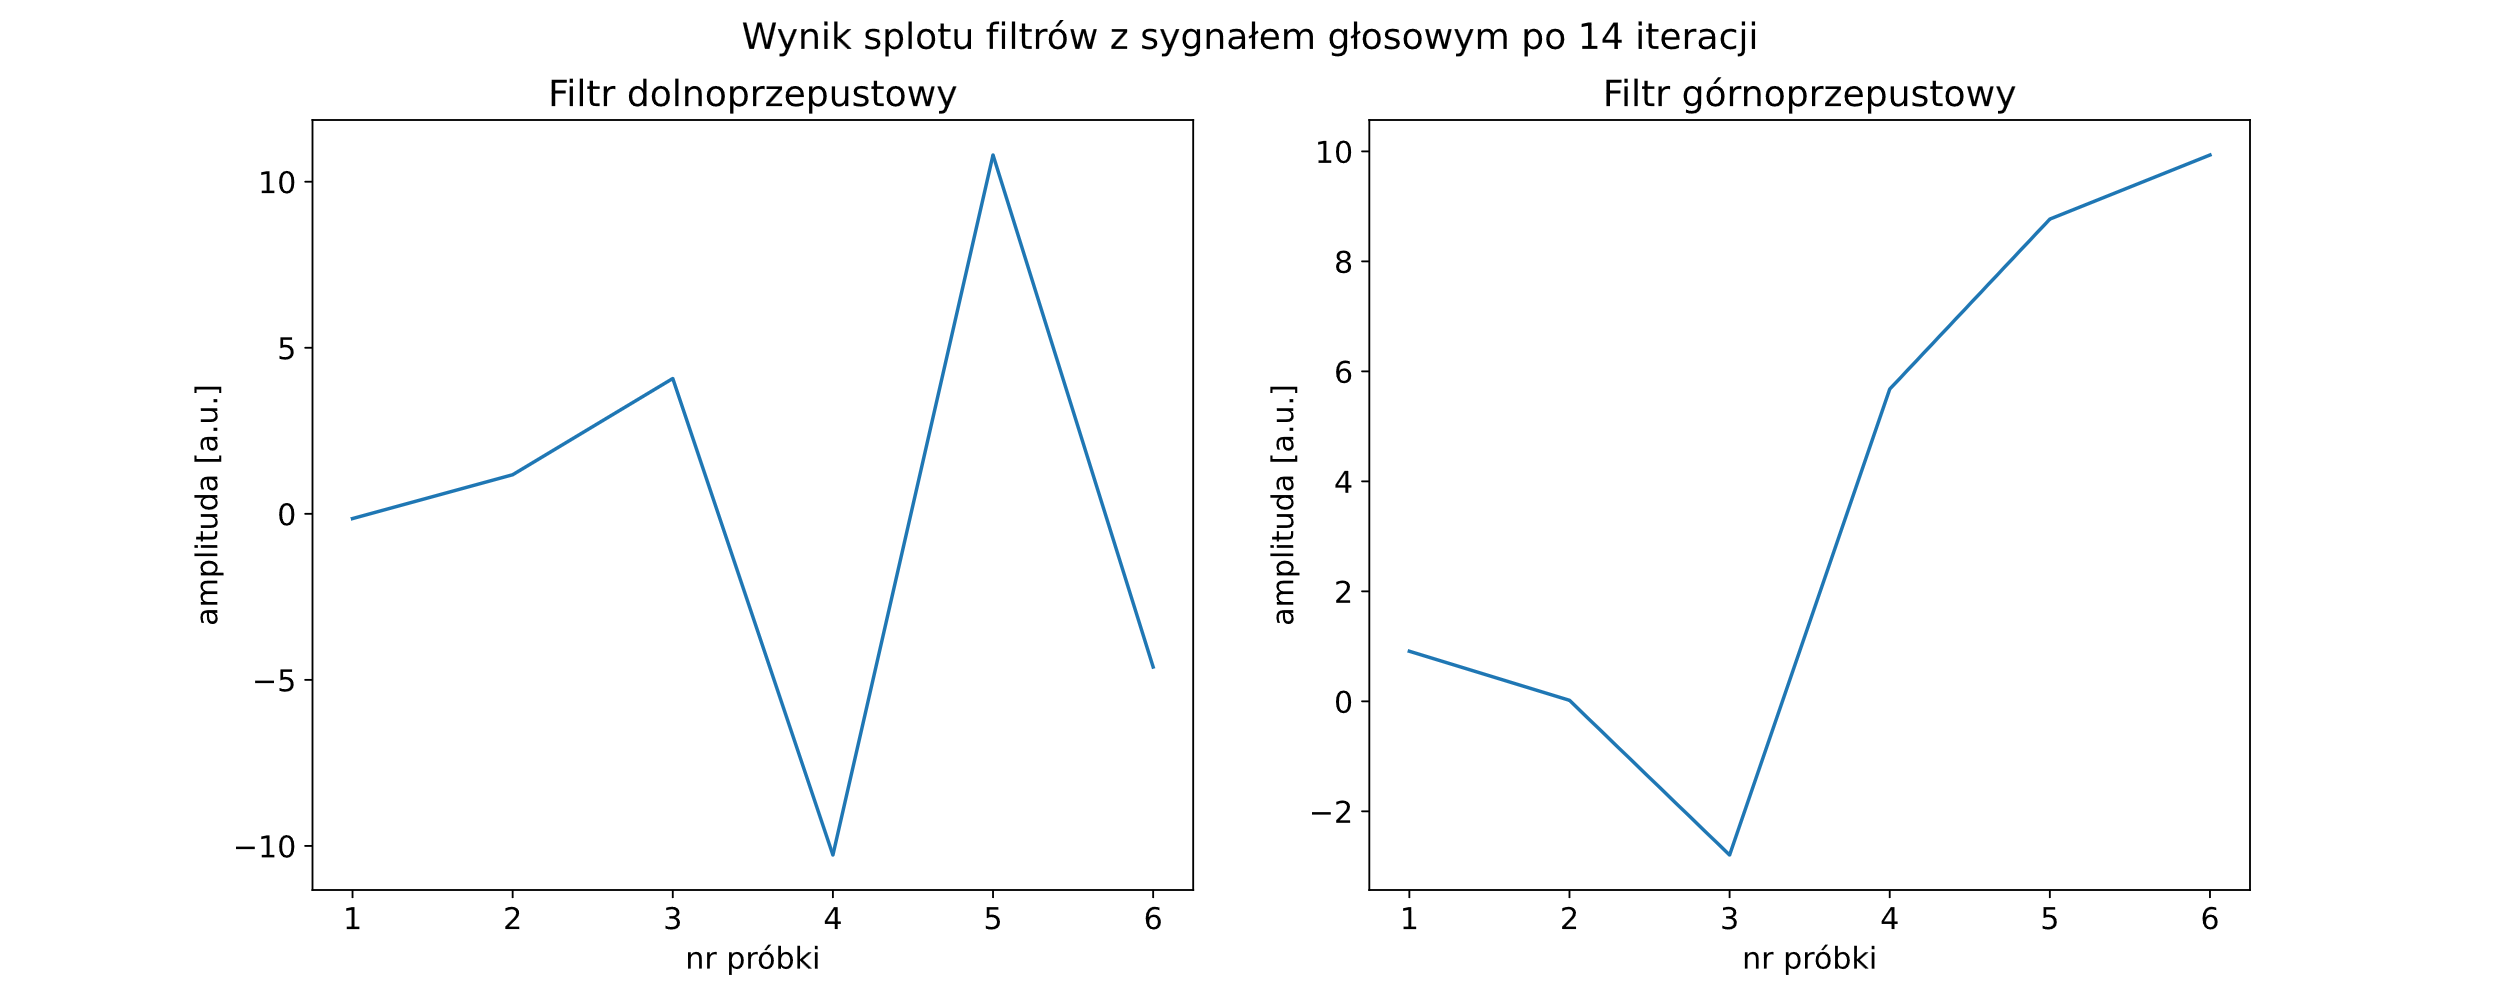 Wynik splotu filtrów z sygnałem głosowym po 14 iteracji
Filtr dolnoprzepustowy
10
5
0
−5
−10
amplituda [a.u.]
1 2 3 4 5 6
nr próbki
Filtr górnoprzepustowy
10
8
6
4
2
0
−2
amplituda [a.u.]
1 2 3 4 5 6
nr próbki